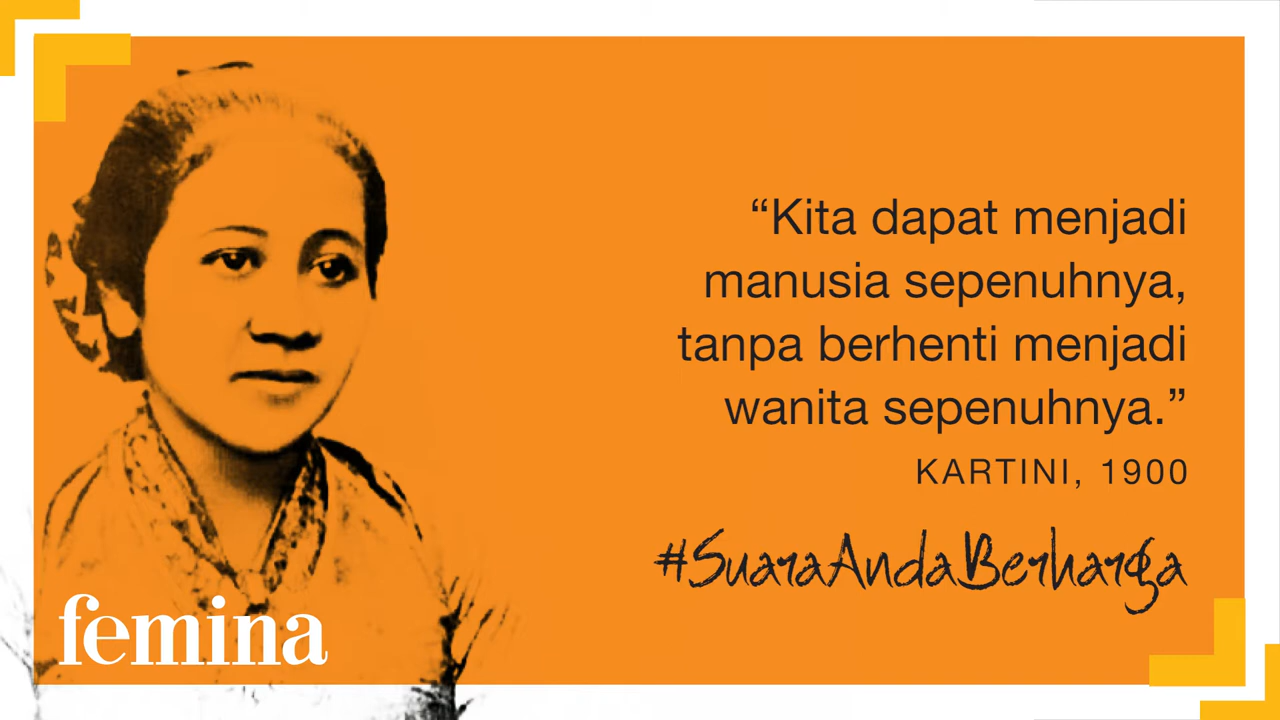 “Kita dapat menjadi
manusia sepenuhnya,
tanpa berhenti menjadi
wanita sepenuhnya.”
KARTINI, 1900
#SuaraAndaBerharga
femina